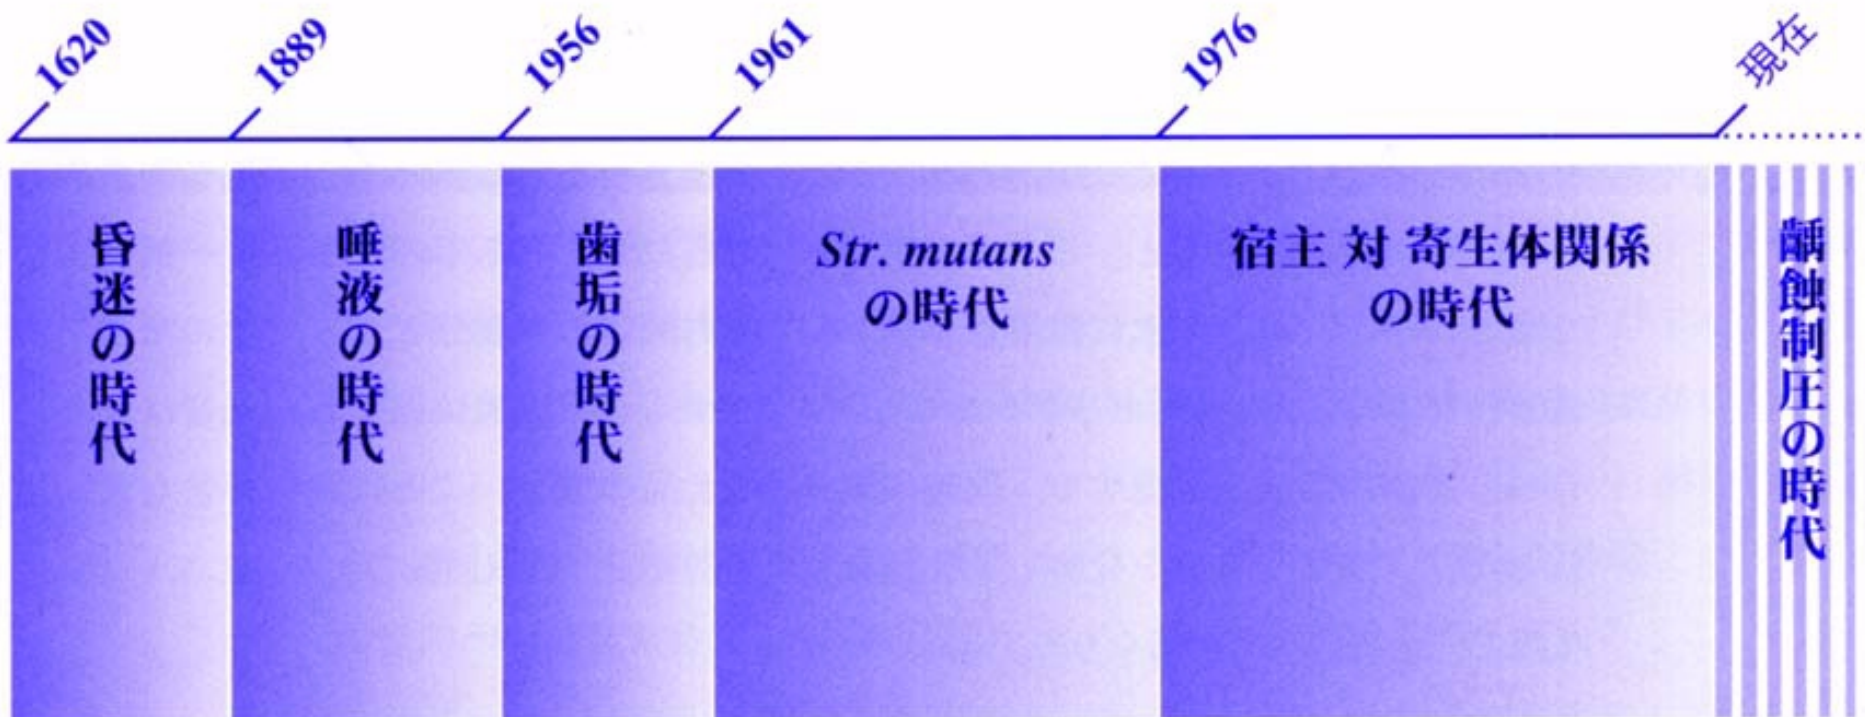 1620
1889
1956
1961
1976
現在
昏迷の時代
唾液の時代
歯垢の時代
Str. mutans
の時代
宿主 対 寄生体関係
の時代
齲蝕制圧の時代